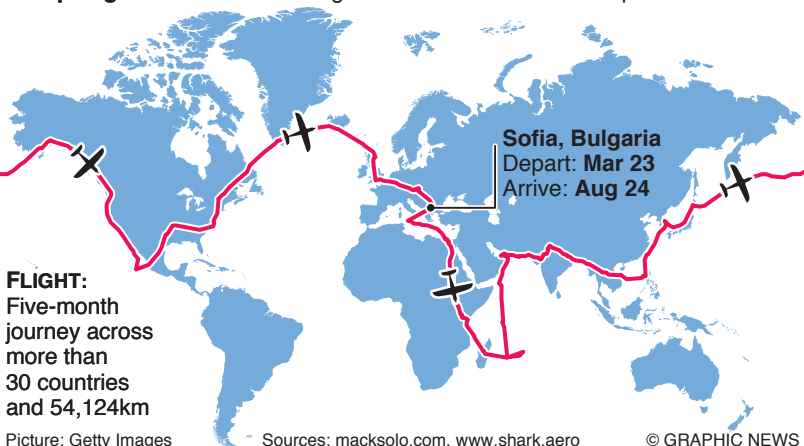 Sofia, Bulgaria
Depart: Mar 23
Arrive: Aug 24
FLIGHT:
Five-month
journey across
more than
30 countries
and 54,124km
Picture: Getty Images
Sources: macksolo.com, www.shark.aero
© GRAPHIC NEWS